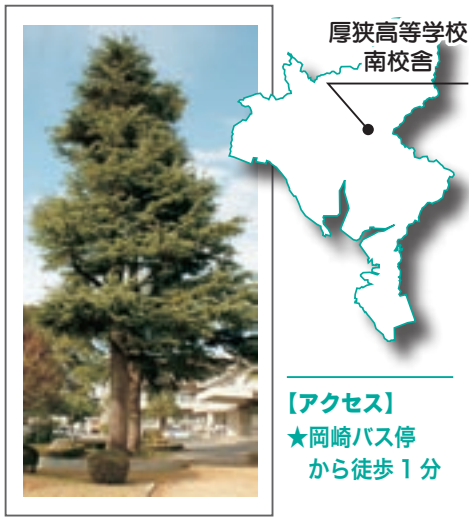 厚狭高等学校
南校舎
【アクセス】
★岡崎バス停
から徒歩 1 分